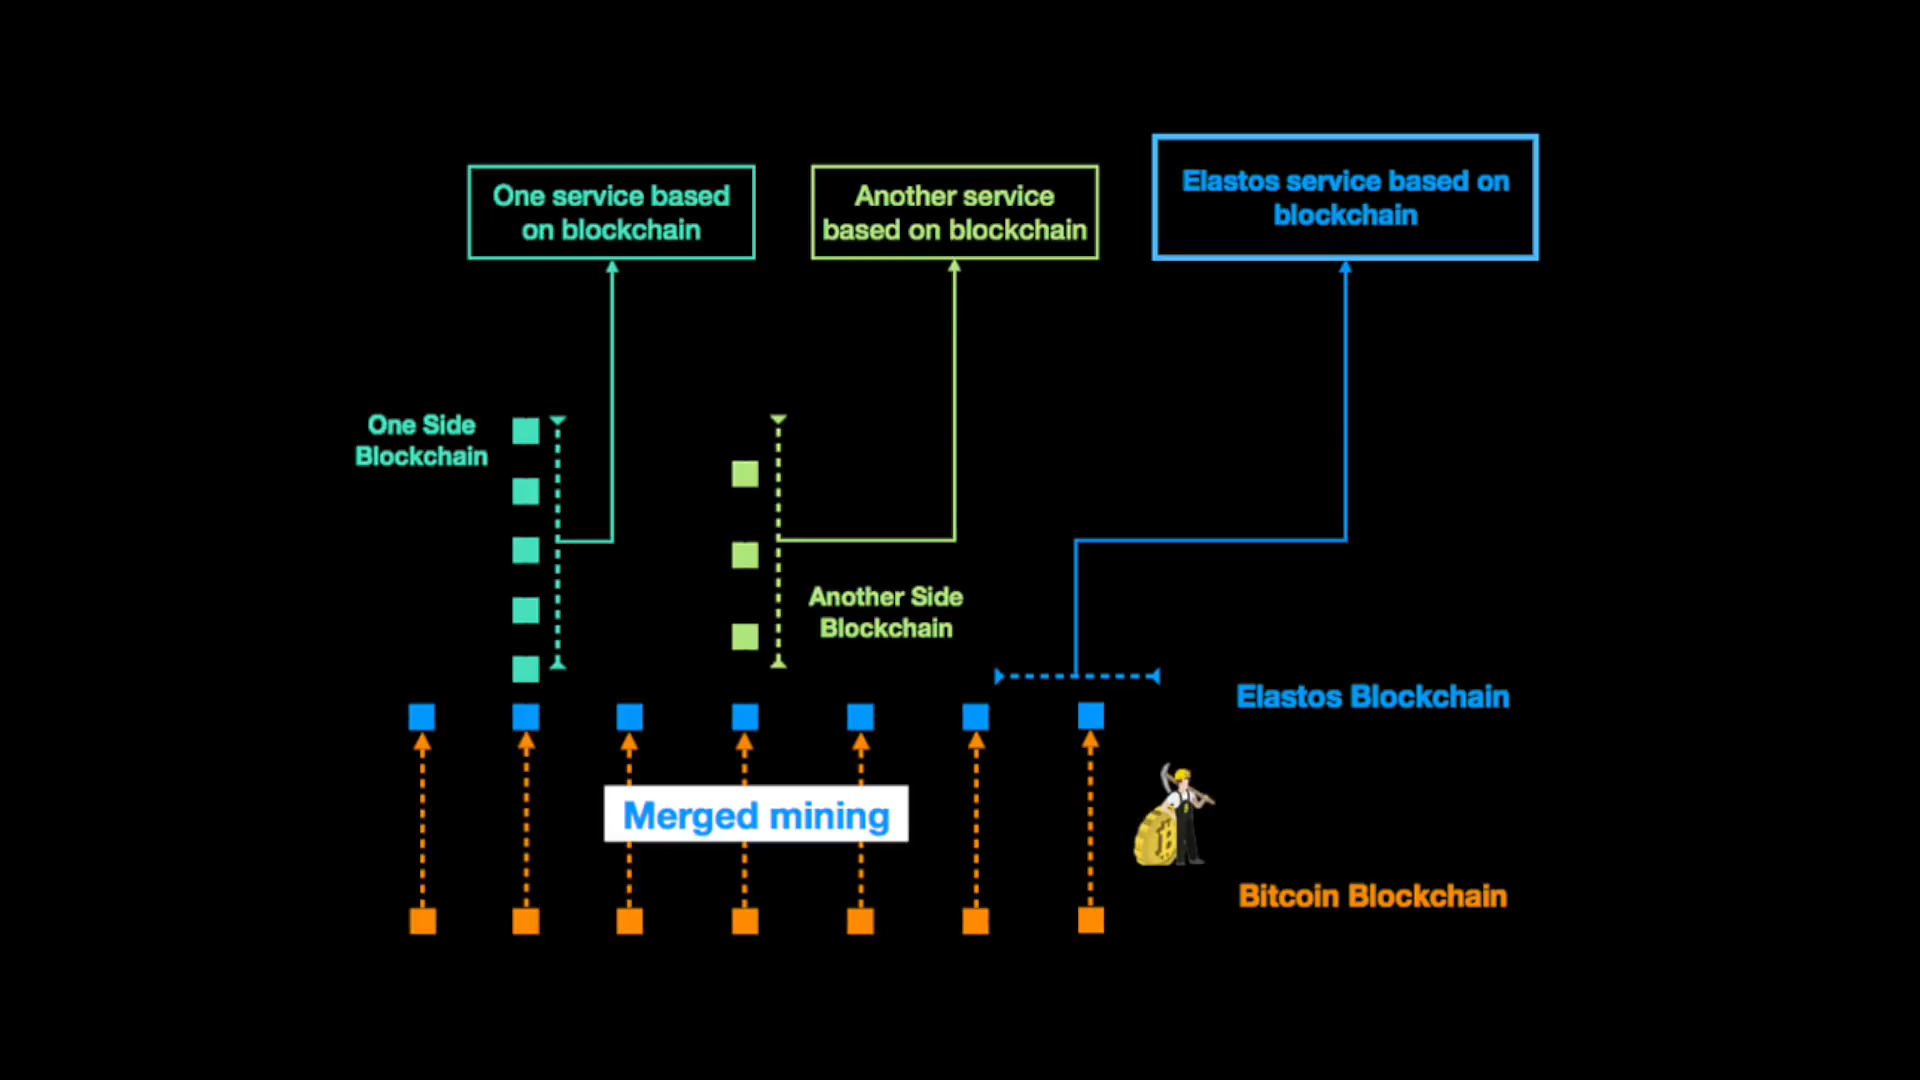 One service based
on blockchain
Another service
based on blockchain
Elastos service based on
blockchain
One Side
Blockchain
Another Side
Blockchain
Elastos Blockchain
Merged mining
Bitcoin Blockchain